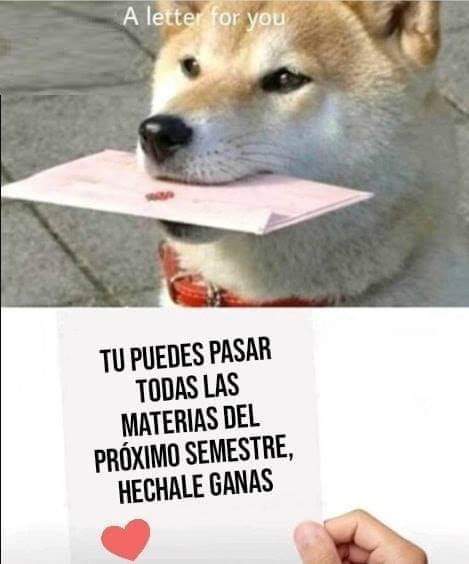 A letter for you
TU PUEDES PASAR
TODAS LAS
MATERIAS DEL
PRÓXIMO SEMESTRE,
HECHALE GANAS